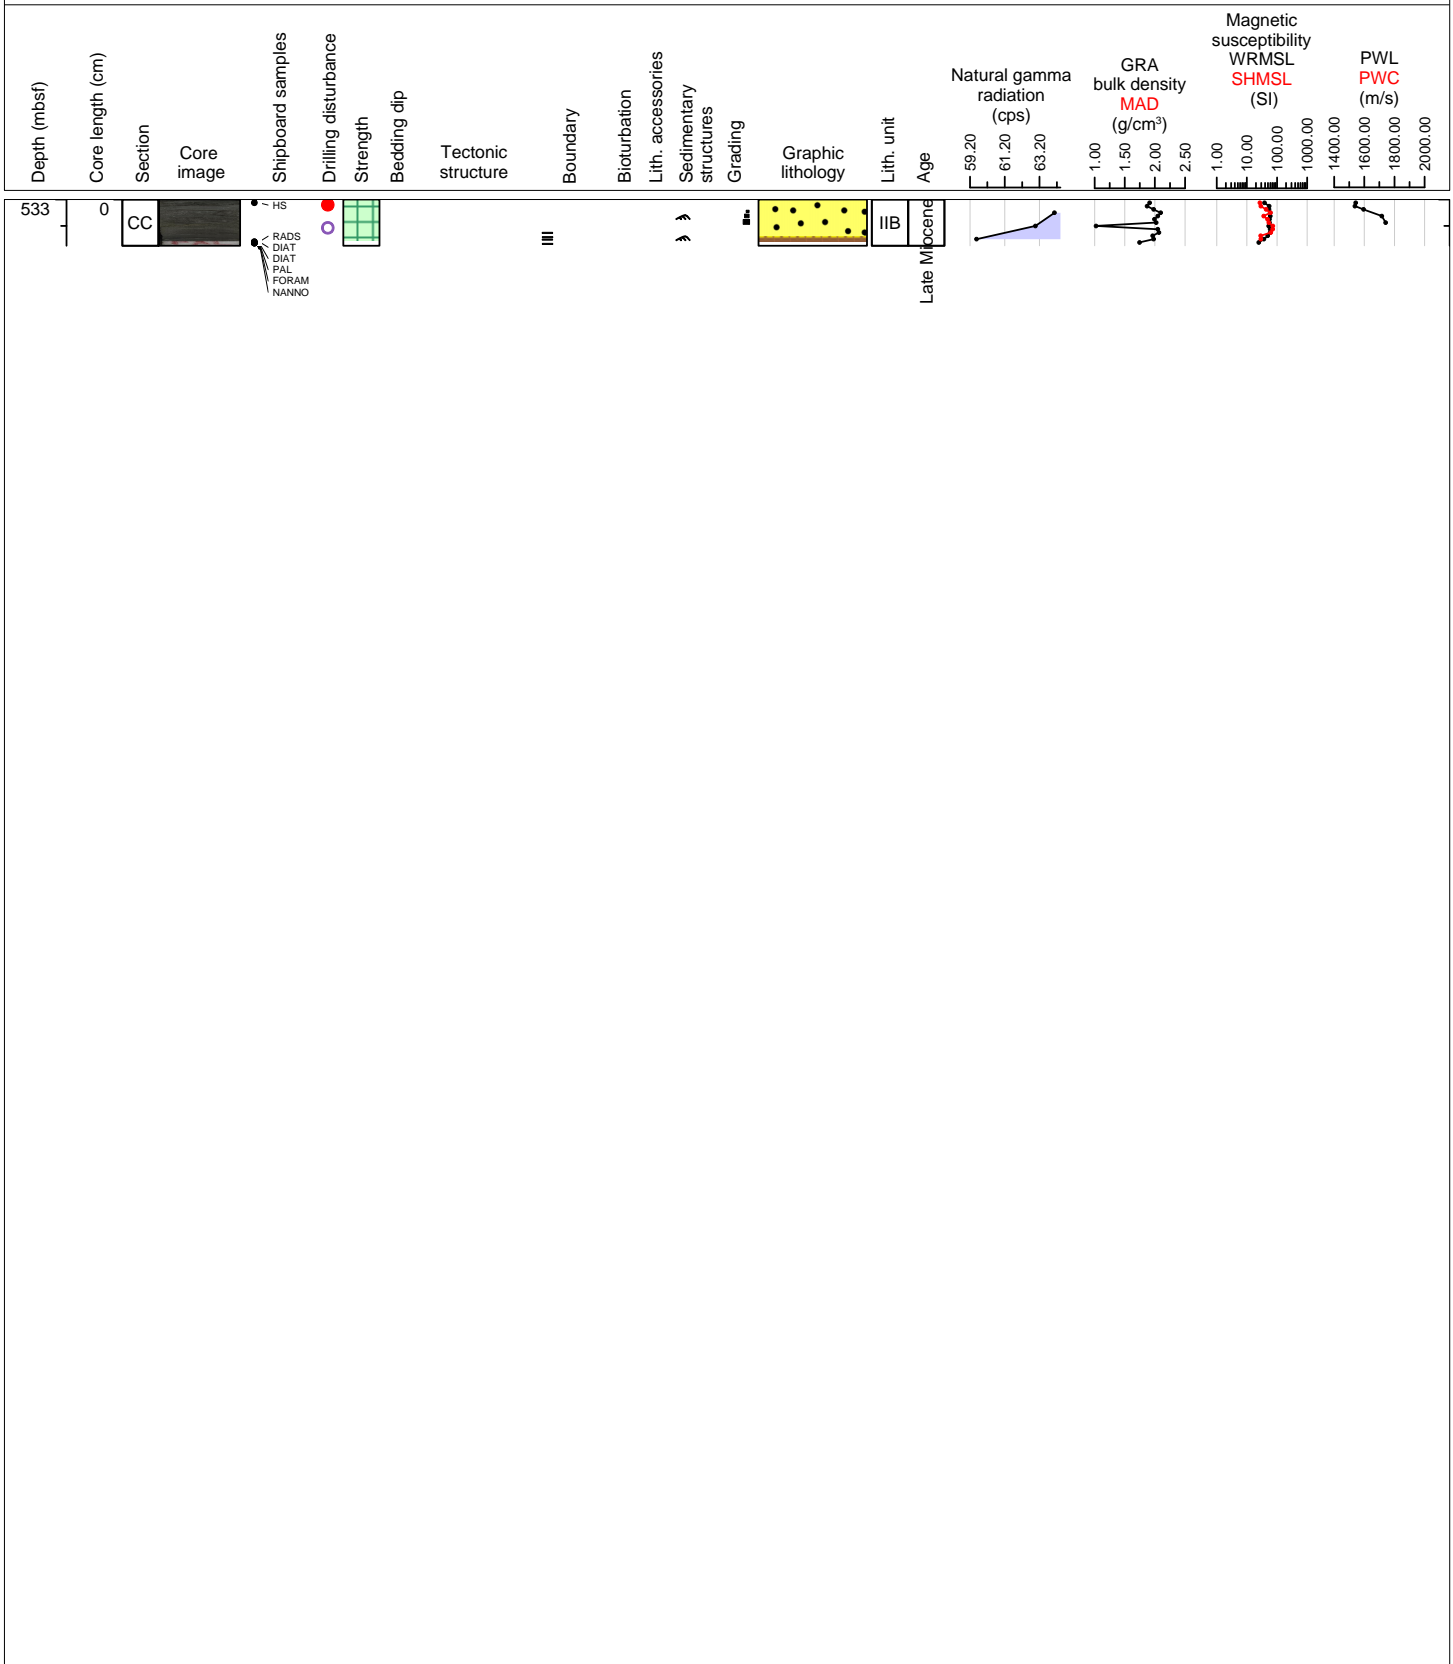 Depth (mbsf)
Core length (cm)
Section
Core
image
Shipboard samples
Drilling disturbance
Strength
Bedding dip
Tectonic
structure
Boundary
Bioturbation
Lith. accessories
Sedimentary
structures
Grading
Graphic
lithology
Lith. unit
Age
Natural gamma
radiation
(cps)
59.20
61.20
63.20
GRA
bulk density
MAD
(g/cm³)
1.00
1.50
2.00
2.50
Magnetic
susceptibility
WRMSL
SHMSL
(SI)
1.00
10.00
100.00
1000.00
PWL
PWC
(m/s)
1400.00
1600.00
1800.00
2000.00
533
0
CC
HS
RADS
DIAT
DIAT
PAL
FORAM
NANNO
IIB
Late Miocene